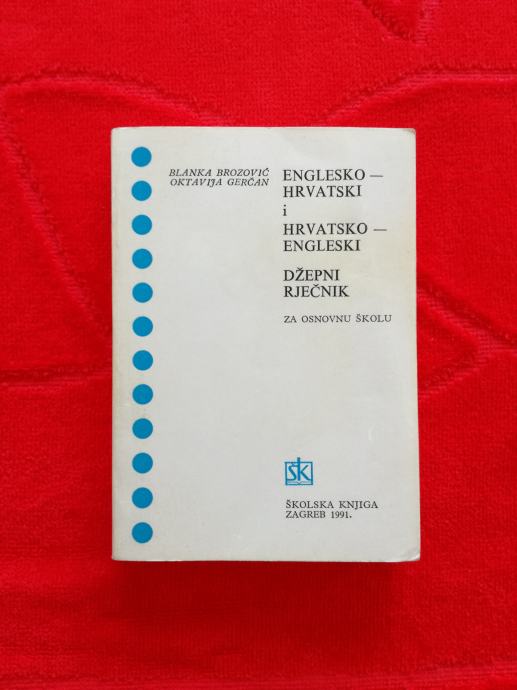 BLANKA BROZOVIĆ
OKTAVIJA GERČAN
ENGLESKO —
HRVATSKI
i
HRVATSKO —
ENGLESKI
DŽEPNI
RJEČNIK
ZA OSNOVNU ŠKOLU
ŠK
ŠKOLSKA KNJIGA
ZAGREB 1991.